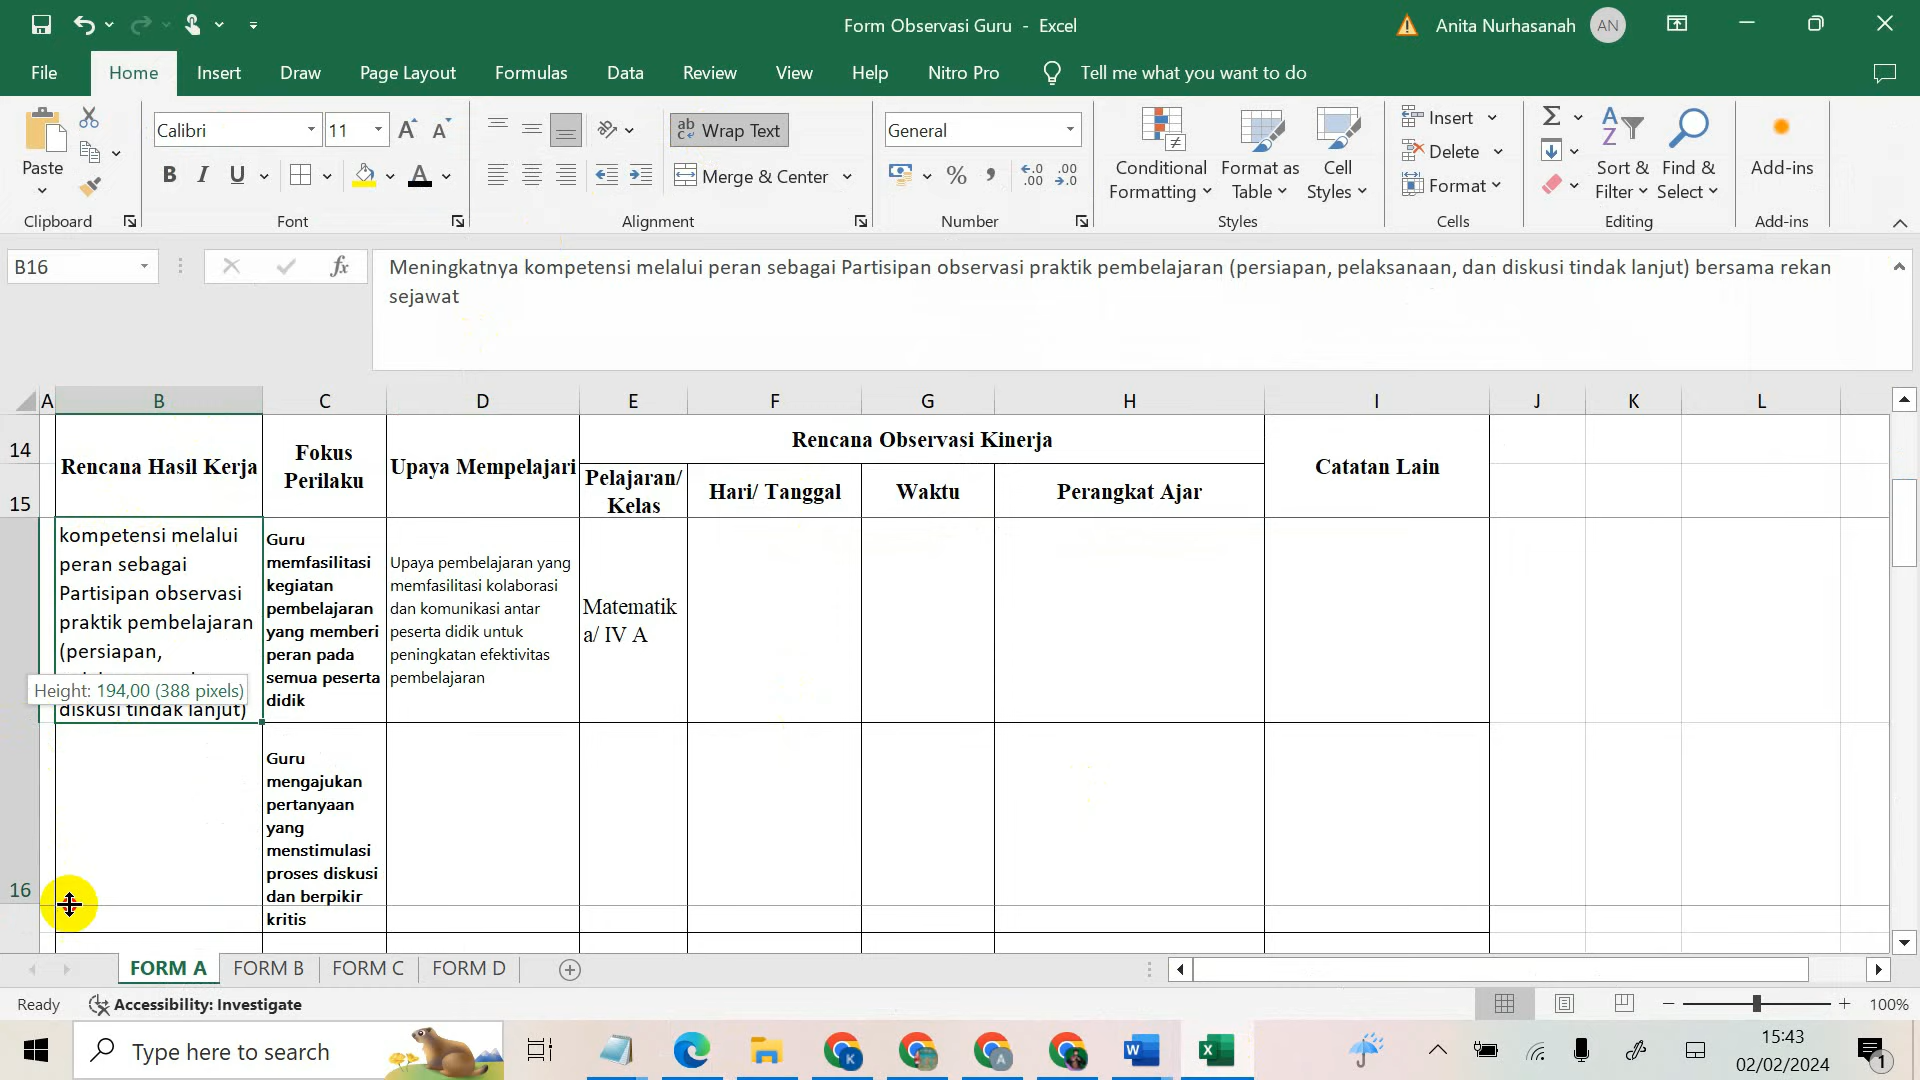 Form Observasi Guru - Excel
Anita Nurhasanah
AN
File
Home
Insert
Draw
Page Layout
Formulas
Data
Review
View
Help
Nitro Pro
Tell me what you want to do
Paste
Clipboard
Calibri
11
A A
B I U
A
Font
ab Wrap Text
Merge & Center
Alignment
General
% ,
Number
Conditional Formatting
Format as Table
Cell Styles
Styles
Insert
Delete
Format
Cells
Sort & Filter
Find & Select
Editing
Add-ins
Add-ins
B16
fx
Meningkatnya kompetensi melalui peran sebagai Partisipan observasi praktik pembelajaran (persiapan, pelaksanaan, dan diskusi tindak lanjut) bersama rekan
sejawat
A B C D E F G H I J K L
14
15
16
Rencana Hasil Kerja
Fokus
Perilaku
Upaya Mempelajari
Rencana Observasi Kinerja
Pelajaran/
Kelas
Hari/ Tanggal
Waktu
Perangkat Ajar
Catatan Lain
kompetensi melalui
peran sebagai
Partisipan observasi
praktik pembelajaran
(persiapan,
Height: 194,00 (388 pixels)
diskusi tindak lanjut)
Guru
memfasilitasi
kegiatan
pembelajaran
yang memberi
peran pada
semua peserta
didik
Upaya pembelajaran yang
memfasilitasi kolaborasi
dan komunikasi antar
peserta didik untuk
peningkatan efektivitas
pembelajaran
Matematik
a/ IV A
Guru
mengajukan
pertanyaan
yang
menstimulasi
proses diskusi
dan berpikir
kritis
FORM A
FORM B
FORM C
FORM D
Ready
Accessibility: Investigate
100%
Type here to search
K
A
15:43
02/02/2024
1